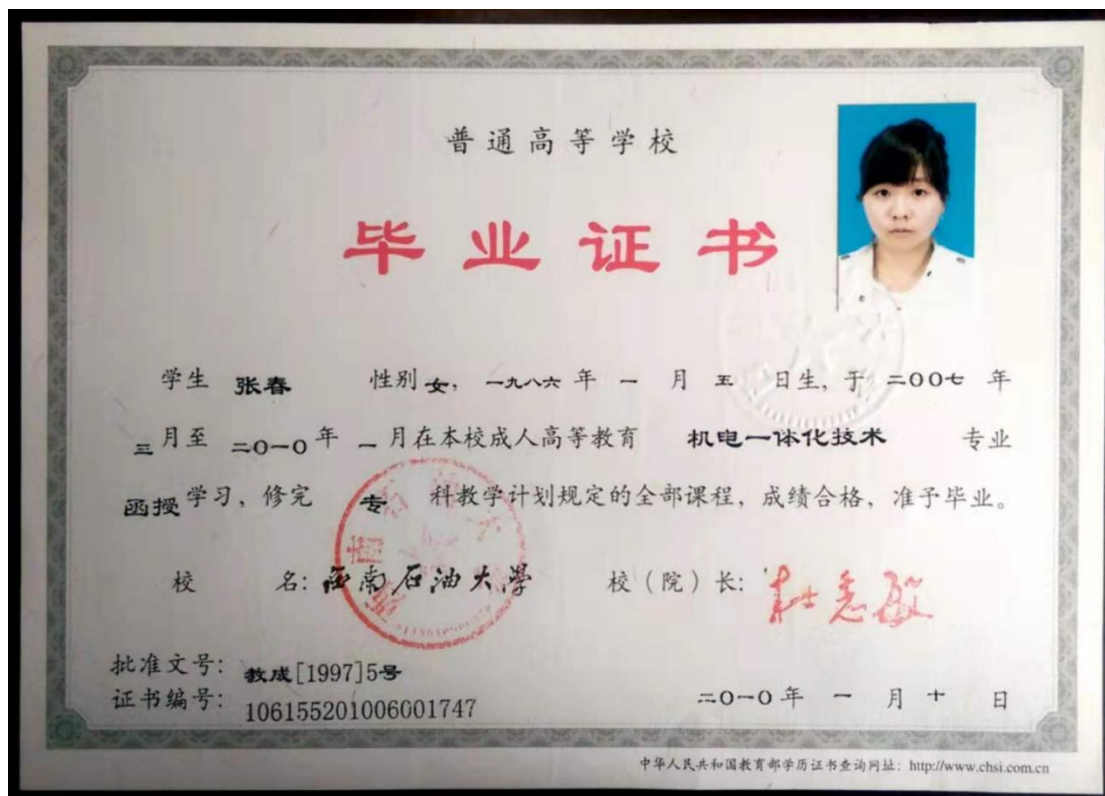 普通高等学校
毕业证书
学生 张春 性别 女, 一九八六 年 一 月 五 日生, 于 二00七 年
三 月至 二0一0 年 一 月在本校成人高等教育 机电一体化技术 专业
函授 学习, 修完 专 科教学计划规定的全部课程, 成绩合格, 准予毕业。
校 名: 西南石油大學 校(院)长: 杜志敏
批准文号: 教成[1997]5号
证书编号: 106155201006001747
二0一0 年 一 月 十 日
中华人民共和国教育部学历证书查询网址: http://www.chsi.com.cn